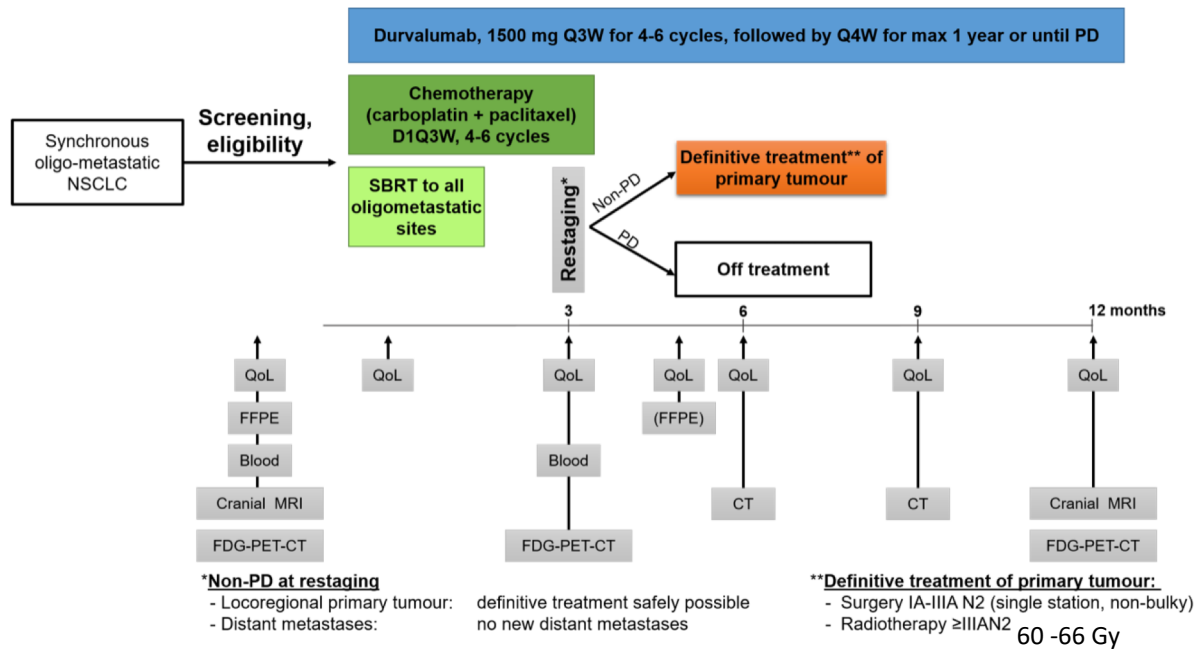 Durvalumab, 1500 mg Q3W for 4-6 cycles, followed by Q4W for max 1 year or until PD
Chemotherapy
(carboplatin + paclitaxel)
D1Q3W, 4-6 cycles
Screening,
eligibility
Synchronous
oligo-metastatic
NSCLC
SBRT to all
oligometastatic
sites
Restaging*
Non-PD
PD
Definitive treatment** of
primary tumour
Off treatment
3
6
9
12 months
QoL
QoL
QoL
QoL
QoL
QoL
QoL
FFPE
(FFPE)
Blood
Blood
Cranial MRI
CT
CT
Cranial MRI
FDG-PET-CT
FDG-PET-CT
FDG-PET-CT
*Non-PD at restaging
- Locoregional primary tumour: definitive treatment safely possible
- Distant metastases: no new distant metastases
**Definitive treatment of primary tumour:
- Surgery IA-IIIA N2 (single station, non-bulky)
- Radiotherapy ≥IIIAN2 60 -66 Gy